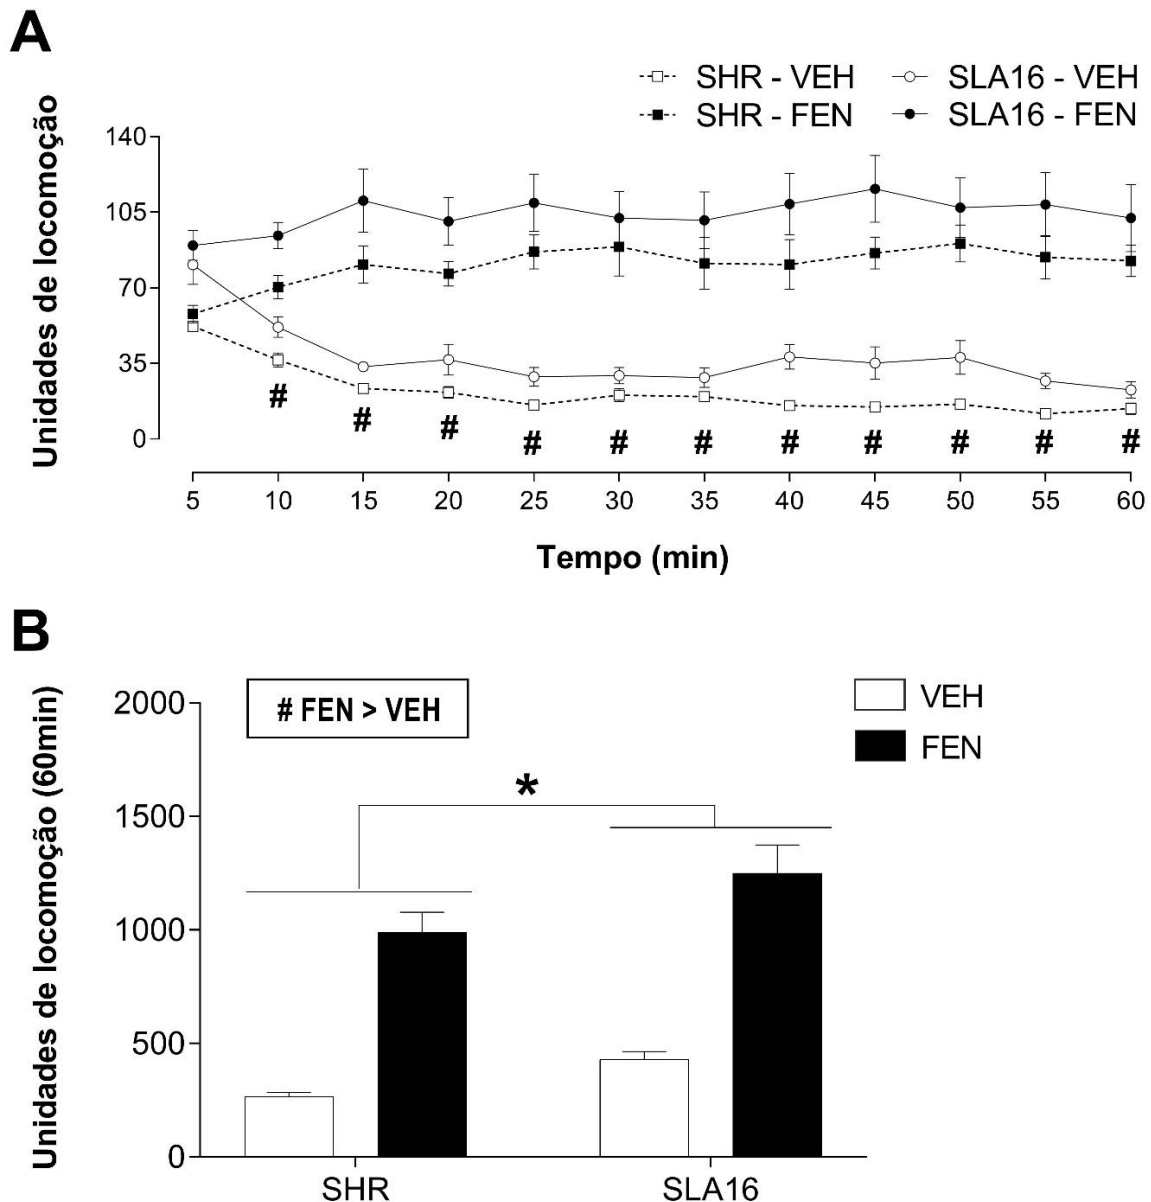 A
SHR - VEH
SLA16 - VEH
SHR - FEN
SLA16 - FEN
Unidades de locomoção
140
105
70
35
0
# # # # # # # # # # #
5 10 15 20 25 30 35 40 45 50 55 60
Tempo (min)
B
Unidades de locomoção (60min)
# FEN > VEH
VEH
FEN
*
2000
1500
1000
500
0
SHR
SLA16